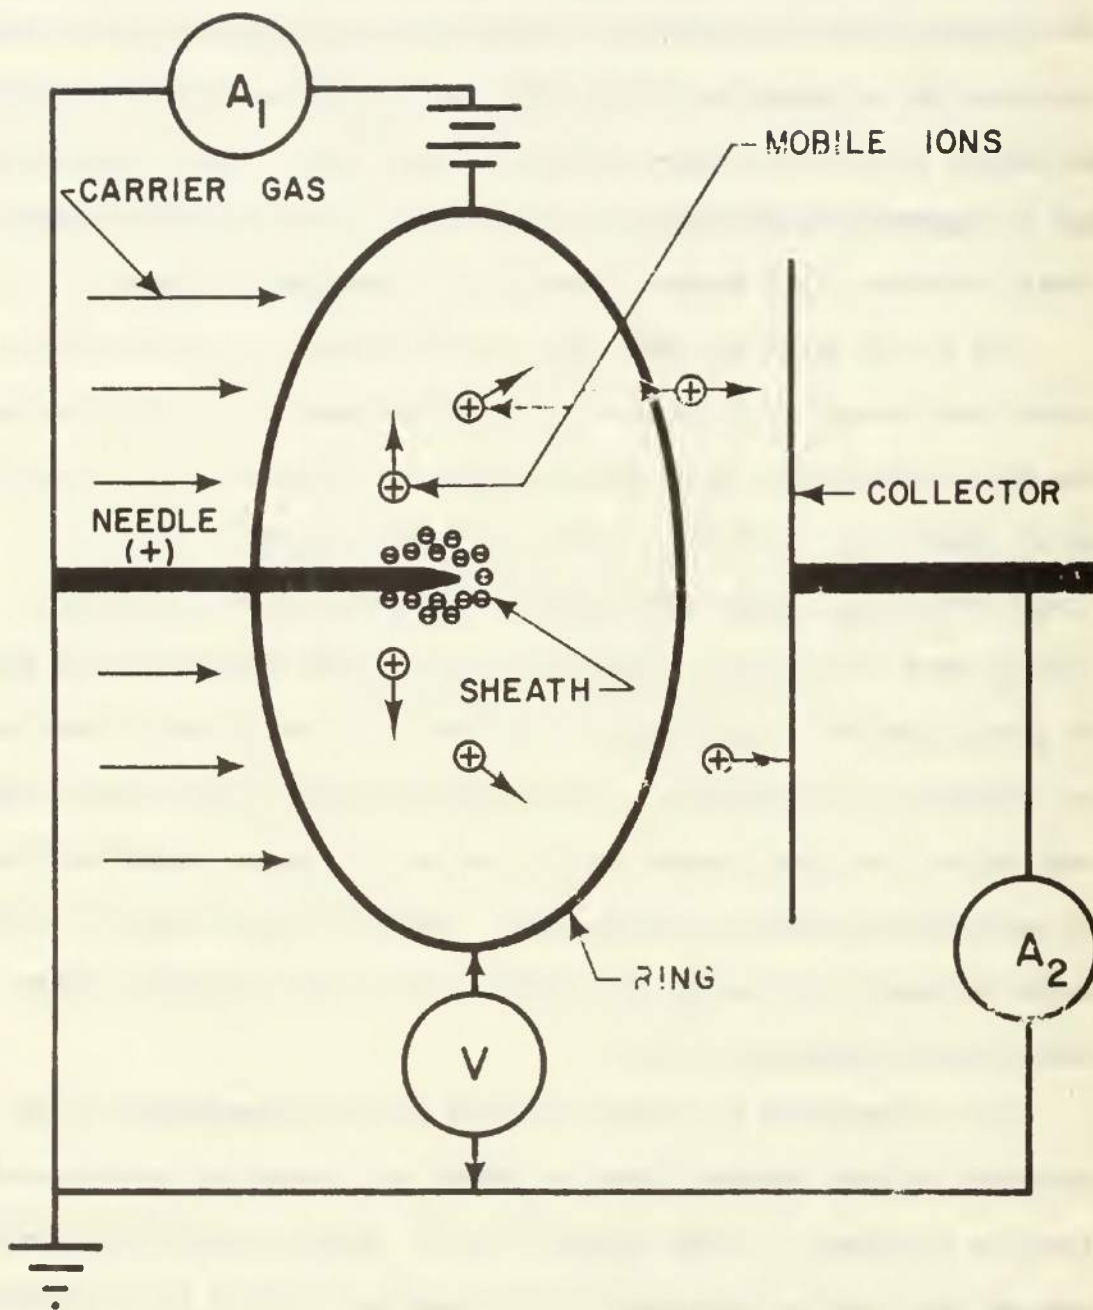 A1
MOBILE IONS
CARRIER GAS
COLLECTOR
NEEDLE
(+)
SHEATH
RING
A2
V